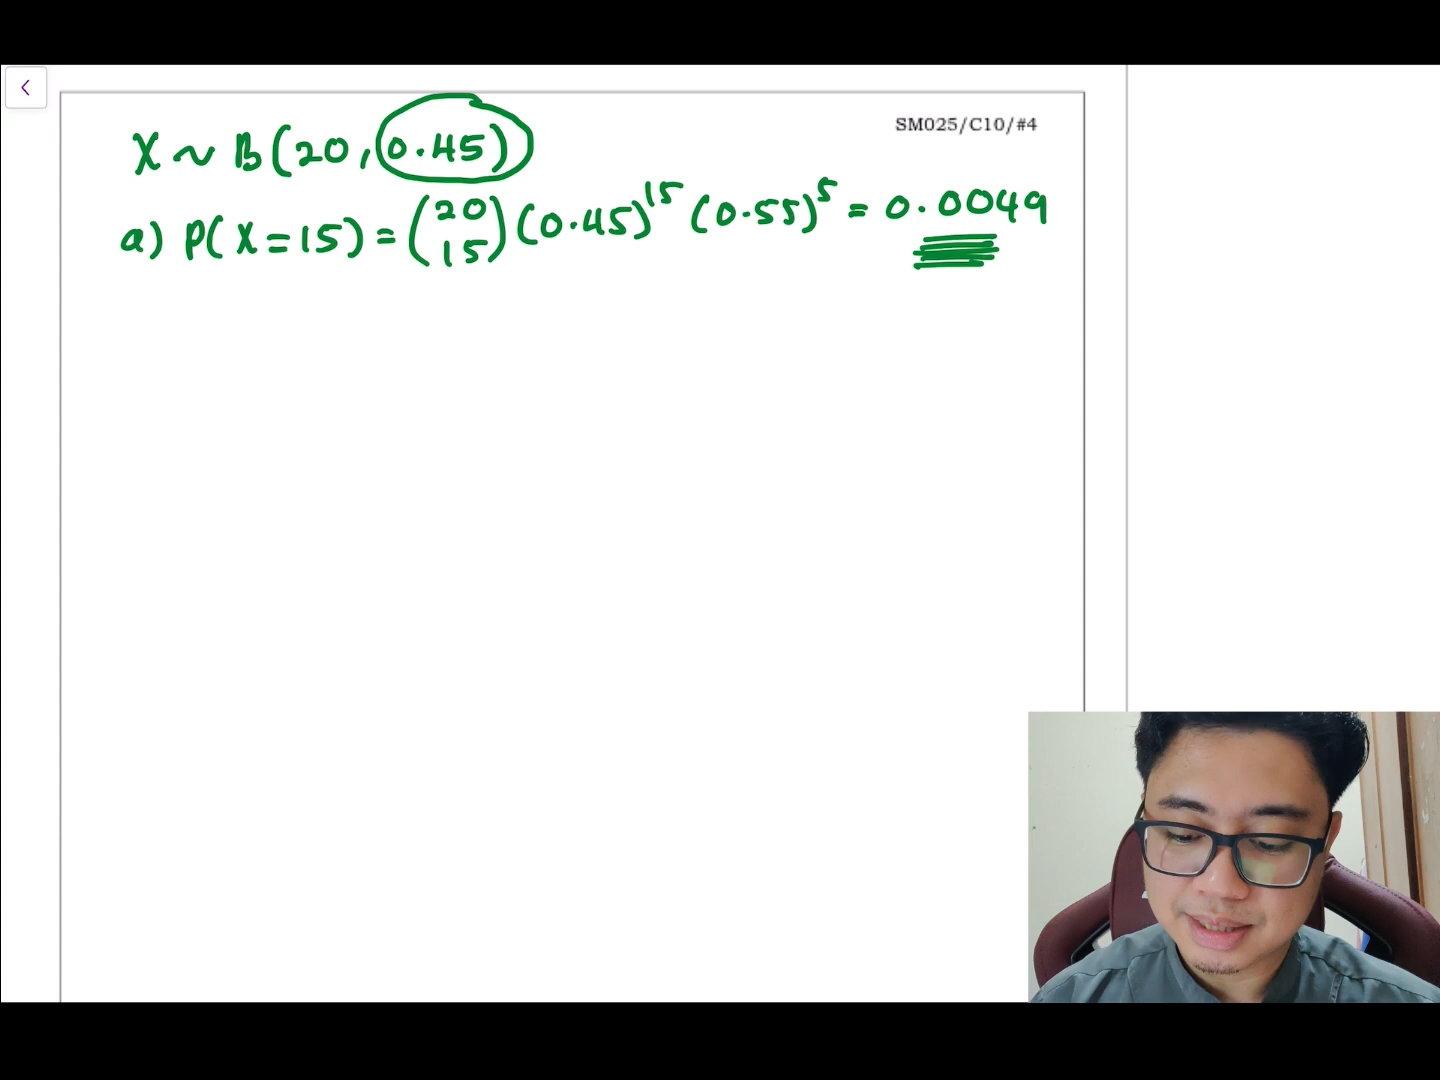 SM025/C10/#4
X ~ B(20, 0.45)
a) P(X=15) = (20 15) (0.45)^15 (0.55)^5 = 0.0049